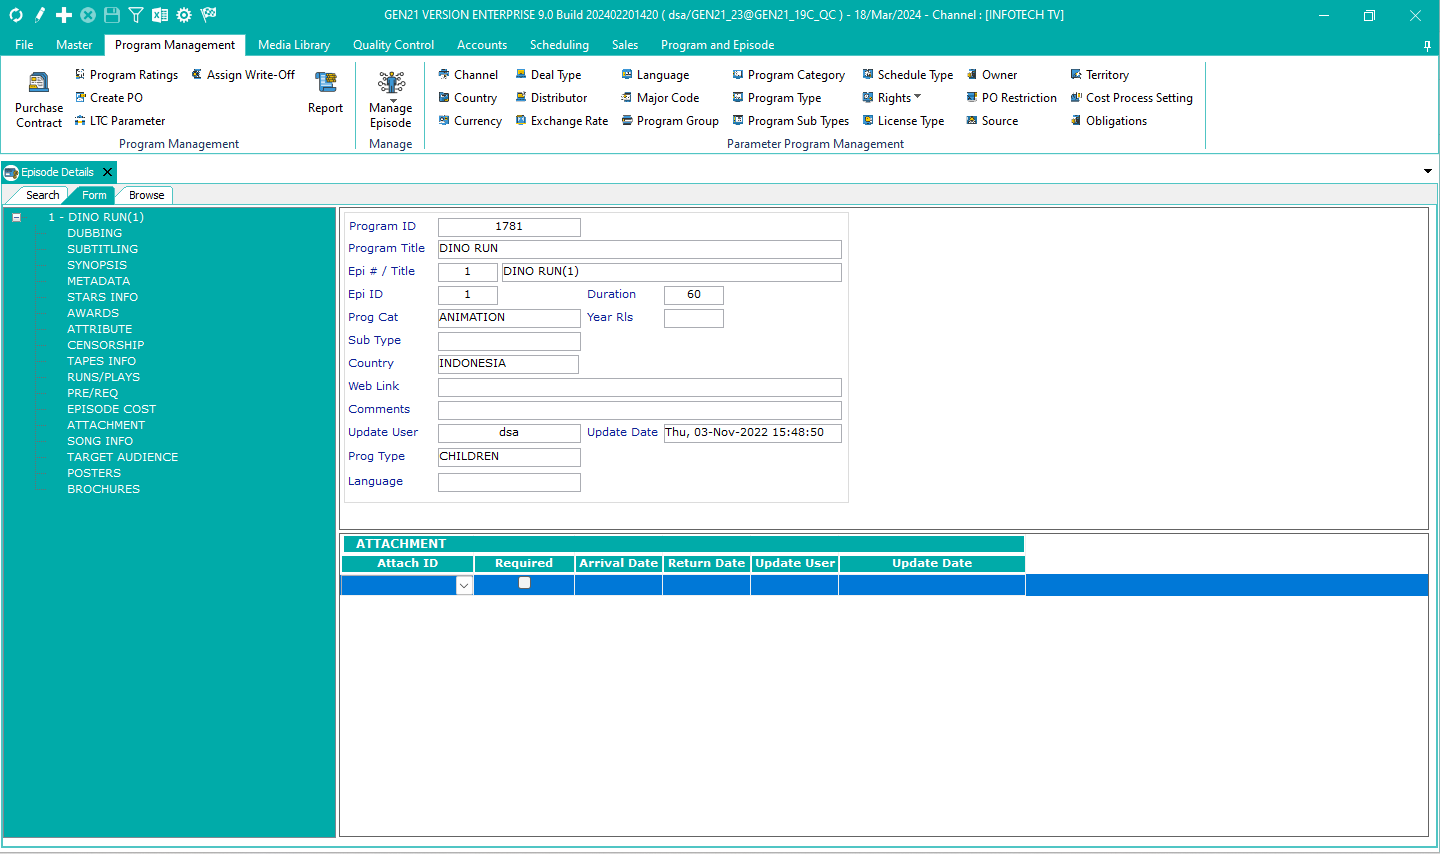 GEN21 VERSION ENTERPRISE 9.0 Build 202402201420 ( dsa/GEN21_23@GEN21_19C_QC ) - 18/Mar/2024 - Channel : [INFOTECH TV]
File Master Program Management Media Library Quality Control Accounts Scheduling Sales Program and Episode
Purchase Contract
Program Ratings
Create PO
LTC Parameter
Assign Write-Off
Report
Program Management
Manage Episode
Manage
Channel
Country
Currency
Deal Type
Distributor
Exchange Rate
Language
Major Code
Program Group
Program Category
Program Type
Program Sub Types
Schedule Type
Rights
License Type
Owner
PO Restriction
Source
Territory
Cost Process Setting
Obligations
Parameter Program Management
Episode Details
Search Form Browse
1 - DINO RUN(1)
DUBBING
SUBTITLING
SYNOPSIS
METADATA
STARS INFO
AWARDS
ATTRIBUTE
CENSORSHIP
TAPES INFO
RUNS/PLAYS
PRE/REQ
EPISODE COST
ATTACHMENT
SONG INFO
TARGET AUDIENCE
POSTERS
BROCHURES
Program ID 1781
Program Title DINO RUN
Epi # / Title 1 DINO RUN(1)
Epi ID 1 Duration 60
Prog Cat ANIMATION Year Rls
Sub Type
Country INDONESIA
Web Link
Comments
Update User dsa Update Date Thu, 03-Nov-2022 15:48:50
Prog Type CHILDREN
Language
ATTACHMENT
Attach ID Required Arrival Date Return Date Update User Update Date